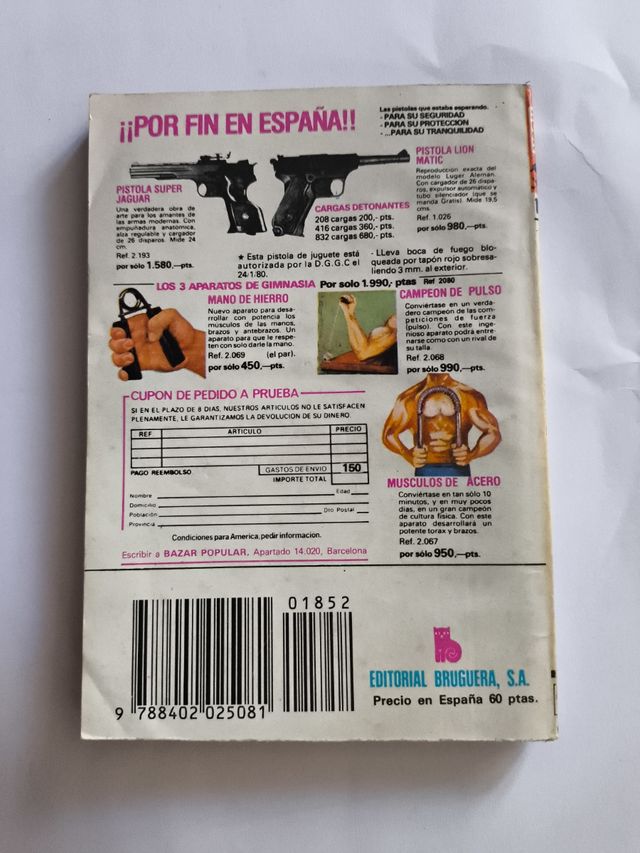 ¡¡POR FIN EN ESPAÑA!!
Las pistolas que estaba esperando.
- PARA SU SEGURIDAD
- PARA SU PROTECCION
- ...PARA SU TRANQUILIDAD
PISTOLA SUPER
JAGUAR
Una verdadera obra de
arte para los amantes de
las armas modernas. Con
empuñadura anatomica,
alza regulable y cargador
de 26 disparos. Mide 24
cm.
Ref. 2.193
por sólo 1.580,—pts.
CARGAS DETONANTES
208 cargas 200,- pts.
416 cargas 360,- pts.
832 cargas 680,- pts.
PISTOLA LION
MATIC
Reproducción exacta del
modelo Luger Aleman.
Con cargador de 26 dispa-
ros, expulsor automático y
tubo silenciador (que se
manda Gratis). Mide 19,5
cms.
Ref. 1.026
por sólo 980,—pts.
★ Esta pistola de juguete está
autorizada por la D.G.G.C el
24/1/80.
- LLeva boca de fuego blo-
queada por tapón rojo sobresa-
liendo 3 mm. al exterior.
LOS 3 APARATOS DE GIMNASIA Por solo 1.990,- ptas Ref 2080
MANO DE HIERRO
Nuevo aparato para desa-
rrollar con potencia los
músculos de las manos,
brazos y antebrazos. Un
aparato para que le respe-
ten con solo darle la mano.
Ref. 2.069 (el par).
por sólo 450,—pts.
CAMPEON DE PULSO
Conviértase en un verda-
dero campeon de las com-
peticiones de fuerza
(pulso). Con este inge-
nioso aparato podrá entre-
narse como con un rival de
su talla.
Ref. 2.068
por sólo 990,—pts.
CUPON DE PEDIDO A PRUEBA
SI EN EL PLAZO DE 8 DIAS, NUESTROS ARTICULOS NO LE SATISFACEN
PLENAMENTE, LE GARANTIZAMOS LA DEVOLUCION DE SU DINERO.
REF ARTICULO PRECIO
PAGO REEMBOLSO GASTOS DE ENVIO 150
IMPORTE TOTAL
Nombre Edad
Domicilio
Población Dto Postal
Provincia
Condiciones para America, pedir informacion.
Escribir a BAZAR POPULAR, Apartado 14.020, Barcelona
MUSCULOS DE ACERO
Conviértase en tan sólo 10
minutos, y en muy pocos
días, en un gran campeón
de cultura física. Con este
aparato desarrollará un
potente torax y brazos.
Ref. 2.067
por sólo 950,—pts.
01852
9 788402 025081
EDITORIAL BRUGUERA, S.A.
Precio en España 60 ptas.